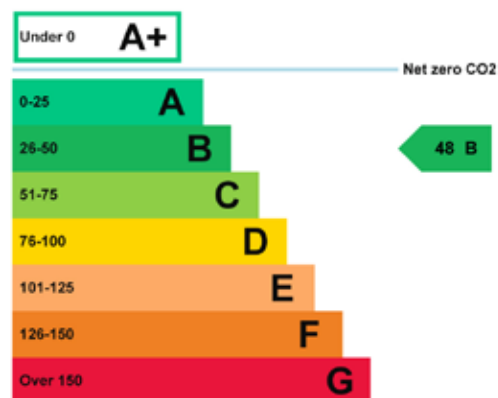 Under 0 A+
Net zero CO2
0-25 A
26-50 B 48 B
51-75 C
76-100 D
101-125 E
126-150 F
Over 150 G